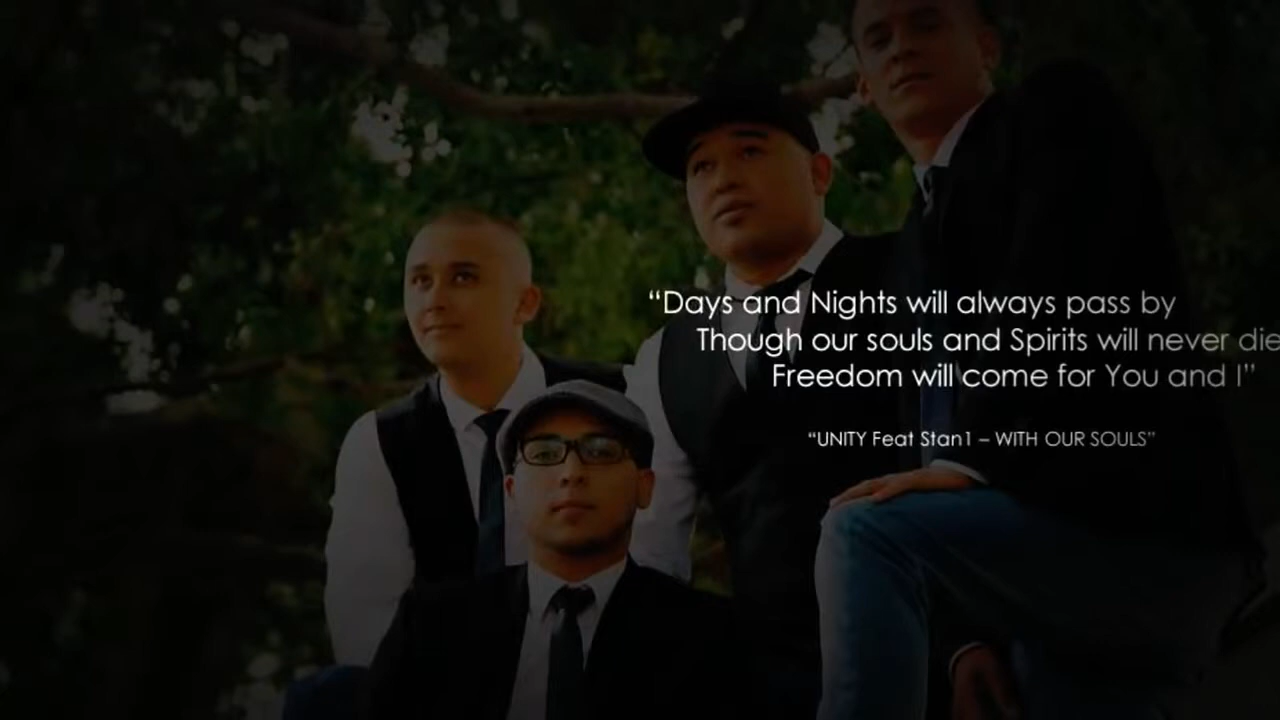 “Days and Nights will always pass by
Though our souls and Spirits will never die
Freedom will come for You and I”
“UNITY Feat Stan1 – WITH OUR SOULS”